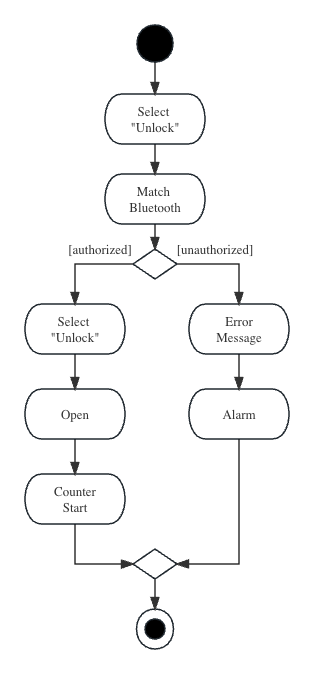 Select
"Unlock"
Match
Bluetooth
[authorized]
[unauthorized]
Select
"Unlock"
Error
Message
Open
Alarm
Counter
Start